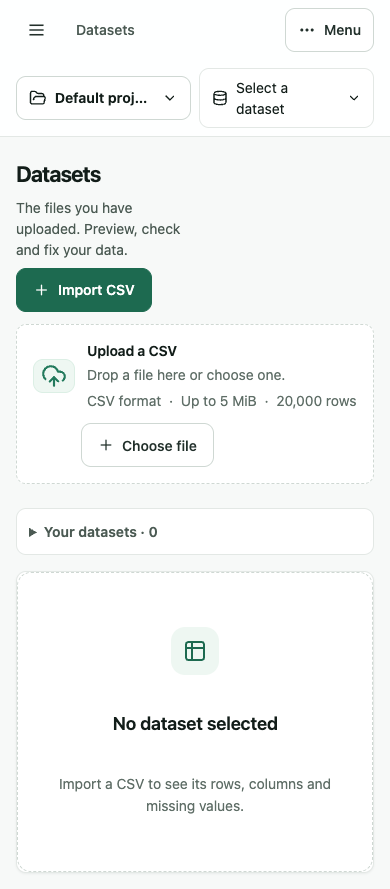 Datasets
Menu
Default proj...
Select a
dataset
Datasets
The files you have
uploaded. Preview, check
and fix your data.
Import CSV
Upload a CSV
Drop a file here or choose one.
CSV format · Up to 5 MiB · 20,000 rows
Choose file
Your datasets · 0
No dataset selected
Import a CSV to see its rows, columns and
missing values.